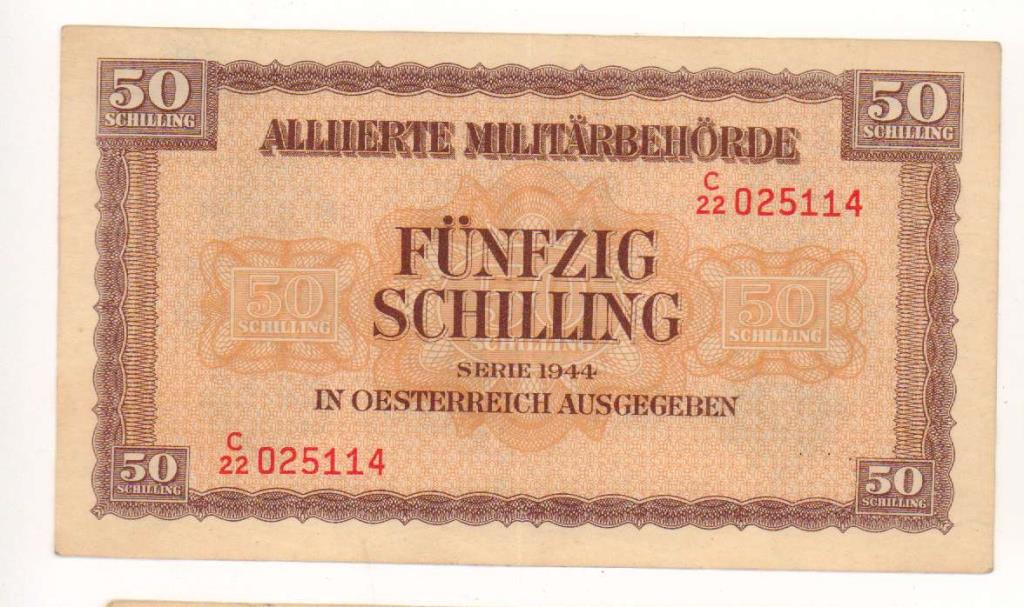 50 SCHILLING
50 SCHILLING
ALLIIERTE MILITÄRBEHÖRDE
C/22 025114
FÜNFZIG
SCHILLING
50 SCHILLING
50 SCHILLING
SCHILLING
SERIE 1944
IN OESTERREICH AUSGEGEBEN
C/22 025114
50 SCHILLING
50 SCHILLING